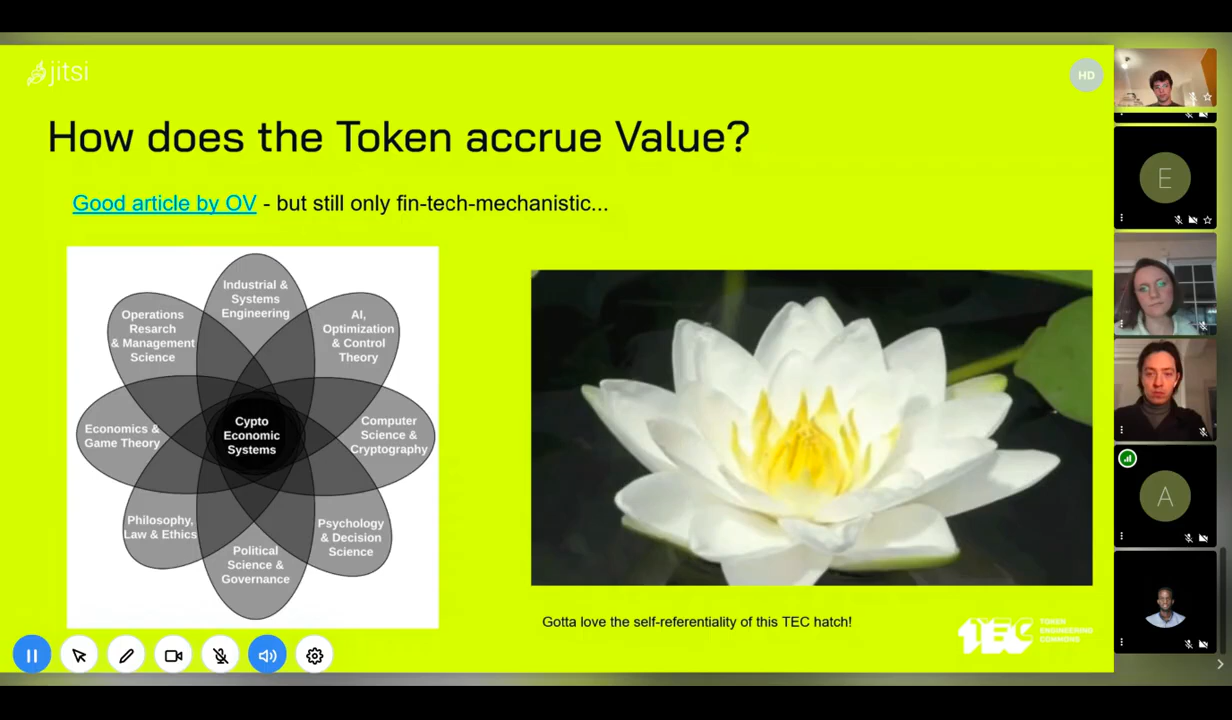 jitsi
HD
How does the Token accrue Value?
Good article by OV - but still only fin-tech-mechistic...
Industrial &
Systems
Engineering
Operations
Resarch
& Management
Science
AI,
Optimization
& Control
Theory
Economics &
Game Theory
Cypto
Economic
Systems
Computer
Science &
Cryptography
Philosophy,
Law & Ethics
Psychology
& Decision
Science
Political
Science &
Governance
Gotta love the self-referentiality of this TEC hatch!
TEC
TOKEN
ENGINEERING
COMMONS
E
A